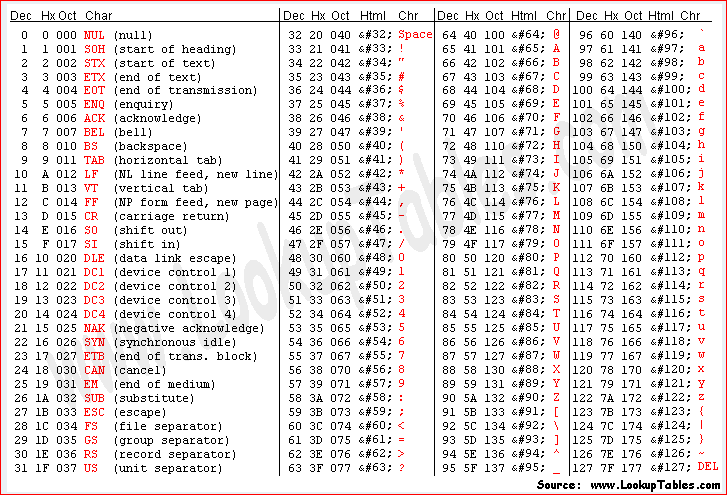 Dec Hx Oct Char Dec Hx Oct Html Chr Dec Hx Oct Html Chr Dec Hx Oct Html Chr
0 0 000 NUL (null) 32 20 040 &#32; Space 64 40 100 &#64; @ 96 60 140 &#96; `
1 1 001 SOH (start of heading) 33 21 041 &#33; ! 65 41 101 &#65; A 97 61 141 &#97; a
2 2 002 STX (start of text) 34 22 042 &#34; " 66 42 102 &#66; B 98 62 142 &#98; b
3 3 003 ETX (end of text) 35 23 043 &#35; # 67 43 103 &#67; C 99 63 143 &#99; c
4 4 004 EOT (end of transmission) 36 24 044 &#36; $ 68 44 104 &#68; D 100 64 144 &#100; d
5 5 005 ENQ (enquiry) 37 25 045 &#37; % 69 45 105 &#69; E 101 65 145 &#101; e
6 6 006 ACK (acknowledge) 38 26 046 &#38; & 70 46 106 &#70; F 102 66 146 &#102; f
7 7 007 BEL (bell) 39 27 047 &#39; ' 71 47 107 &#71; G 103 67 147 &#103; g
8 8 010 BS (backspace) 40 28 050 &#40; ( 72 48 110 &#72; H 104 68 150 &#104; h
9 9 011 TAB (horizontal tab) 41 29 051 &#41; ) 73 49 111 &#73; I 105 69 151 &#105; i
10 A 012 LF (NL line feed, new line) 42 2A 052 &#42; * 74 4A 112 &#74; J 106 6A 152 &#106; j
11 B 013 VT (vertical tab) 43 2B 053 &#43; + 75 4B 113 &#75; K 107 6B 153 &#107; k
12 C 014 FF (NP form feed, new page) 44 2C 054 &#44; , 76 4C 114 &#76; L 108 6C 154 &#108; l
13 D 015 CR (carriage return) 45 2D 055 &#45; - 77 4D 115 &#77; M 109 6D 155 &#109; m
14 E 016 SO (shift out) 46 2E 056 &#46; . 78 4E 116 &#78; N 110 6E 156 &#110; n
15 F 017 SI (shift in) 47 2F 057 &#47; / 79 4F 117 &#79; O 111 6F 157 &#111; o
16 10 020 DLE (data link escape) 48 30 060 &#48; 0 80 50 120 &#80; P 112 70 160 &#112; p
17 11 021 DC1 (device control 1) 49 31 061 &#49; 1 81 51 121 &#81; Q 113 71 161 &#113; q
18 12 022 DC2 (device control 2) 50 32 062 &#50; 2 82 52 122 &#82; R 114 72 162 &#114; r
19 13 023 DC3 (device control 3) 51 33 063 &#51; 3 83 53 123 &#83; S 115 73 163 &#115; s
20 14 024 DC4 (device control 4) 52 34 064 &#52; 4 84 54 124 &#84; T 116 74 164 &#116; t
21 15 025 NAK (negative acknowledge) 53 35 065 &#53; 5 85 55 125 &#85; U 117 75 165 &#117; u
22 16 026 SYN (synchronous idle) 54 36 066 &#54; 6 86 56 126 &#86; V 118 76 166 &#118; v
23 17 027 ETB (end of trans. block) 55 37 067 &#55; 7 87 57 127 &#87; W 119 77 167 &#119; w
24 18 030 CAN (cancel) 56 38 070 &#56; 8 88 58 130 &#88; X 120 78 170 &#120; x
25 19 031 EM (end of medium) 57 39 071 &#57; 9 89 59 131 &#89; Y 121 79 171 &#121; y
26 1A 032 SUB (substitute) 58 3A 072 &#58; : 90 5A 132 &#90; Z 122 7A 172 &#122; z
27 1B 033 ESC (escape) 59 3B 073 &#59; ; 91 5B 133 &#91; [ 123 7B 173 &#123; {
28 1C 034 FS (file separator) 60 3C 074 &#60; < 92 5C 134 &#92; \ 124 7C 174 &#124; |
29 1D 035 GS (group separator) 61 3D 075 &#61; = 93 5D 135 &#93; ] 125 7D 175 &#125; }
30 1E 036 RS (record separator) 62 3E 076 &#62; > 94 5E 136 &#94; ^ 126 7E 176 &#126; ~
31 1F 037 US (unit separator) 63 3F 077 &#63; ? 95 5F 137 &#95; _ 127 7F 177 &#127; DEL
Source: www.LookupTables.com
www.LookupTables.com